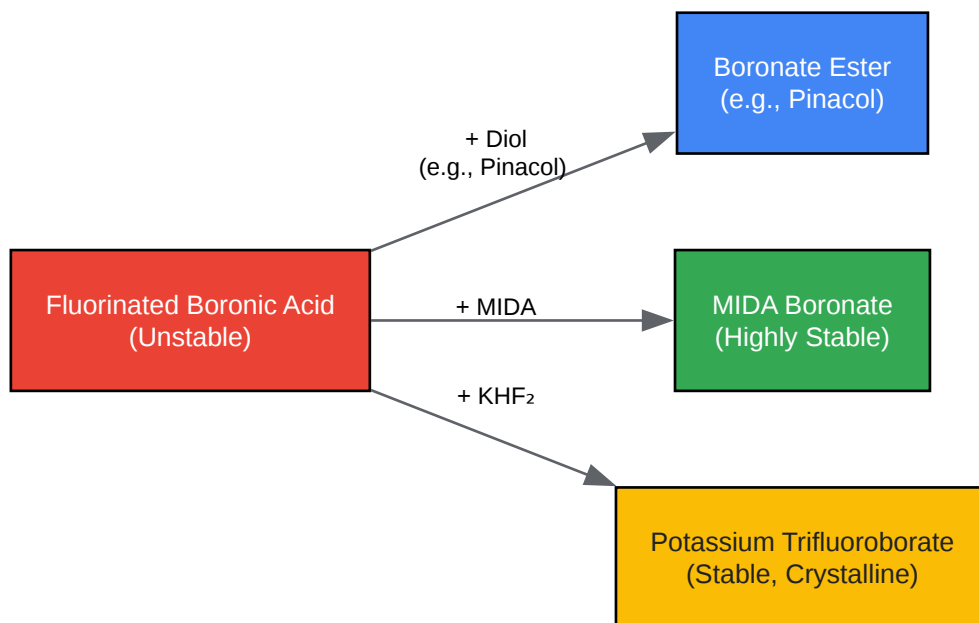 Boronate Ester
(e.g., Pinacol)
+ Diol
(e.g., Pinacol)
Fluorinated Boronic Acid
(Unstable)
+ MIDA
MIDA Boronate
(Highly Stable)
+ KHF₂
Potassium Trifluoroborate
(Stable, Crystalline)